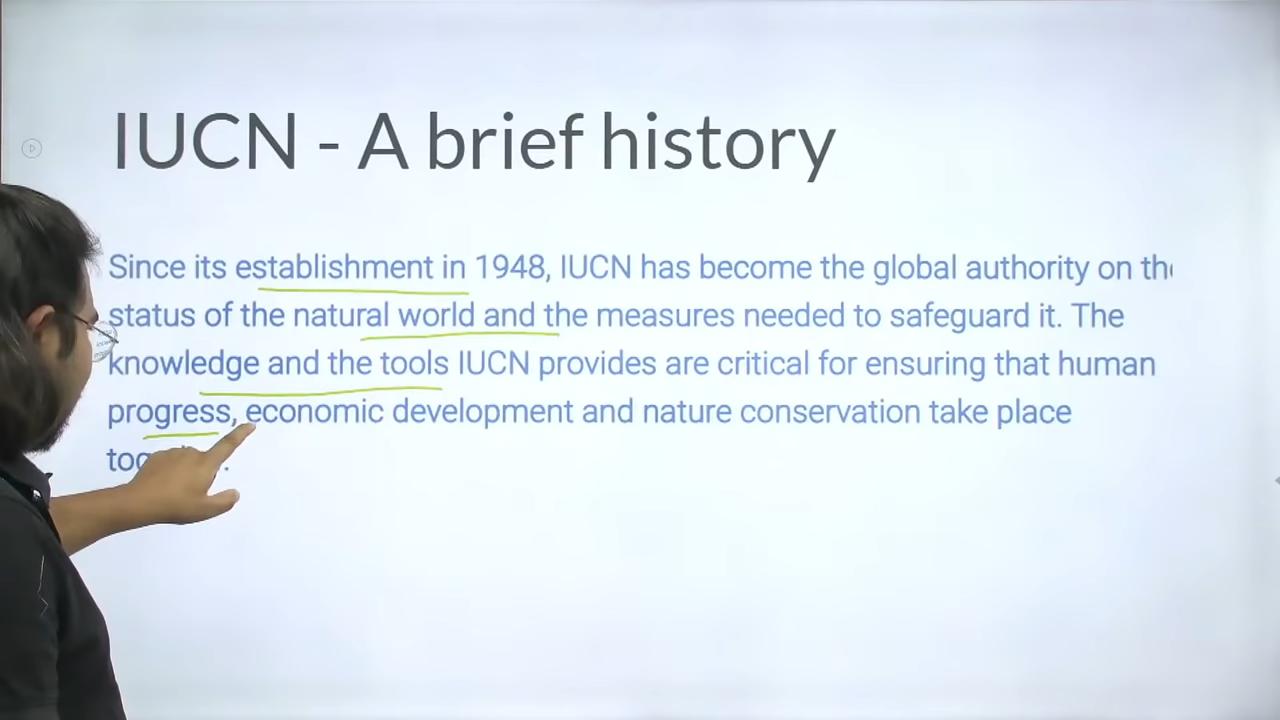 IUCN - A brief history
Since its establishment in 1948, IUCN has become the global authority on the
status of the natural world and the measures needed to safeguard it. The
knowledge and the tools IUCN provides are critical for ensuring that human
progress, economic development and nature conservation take place